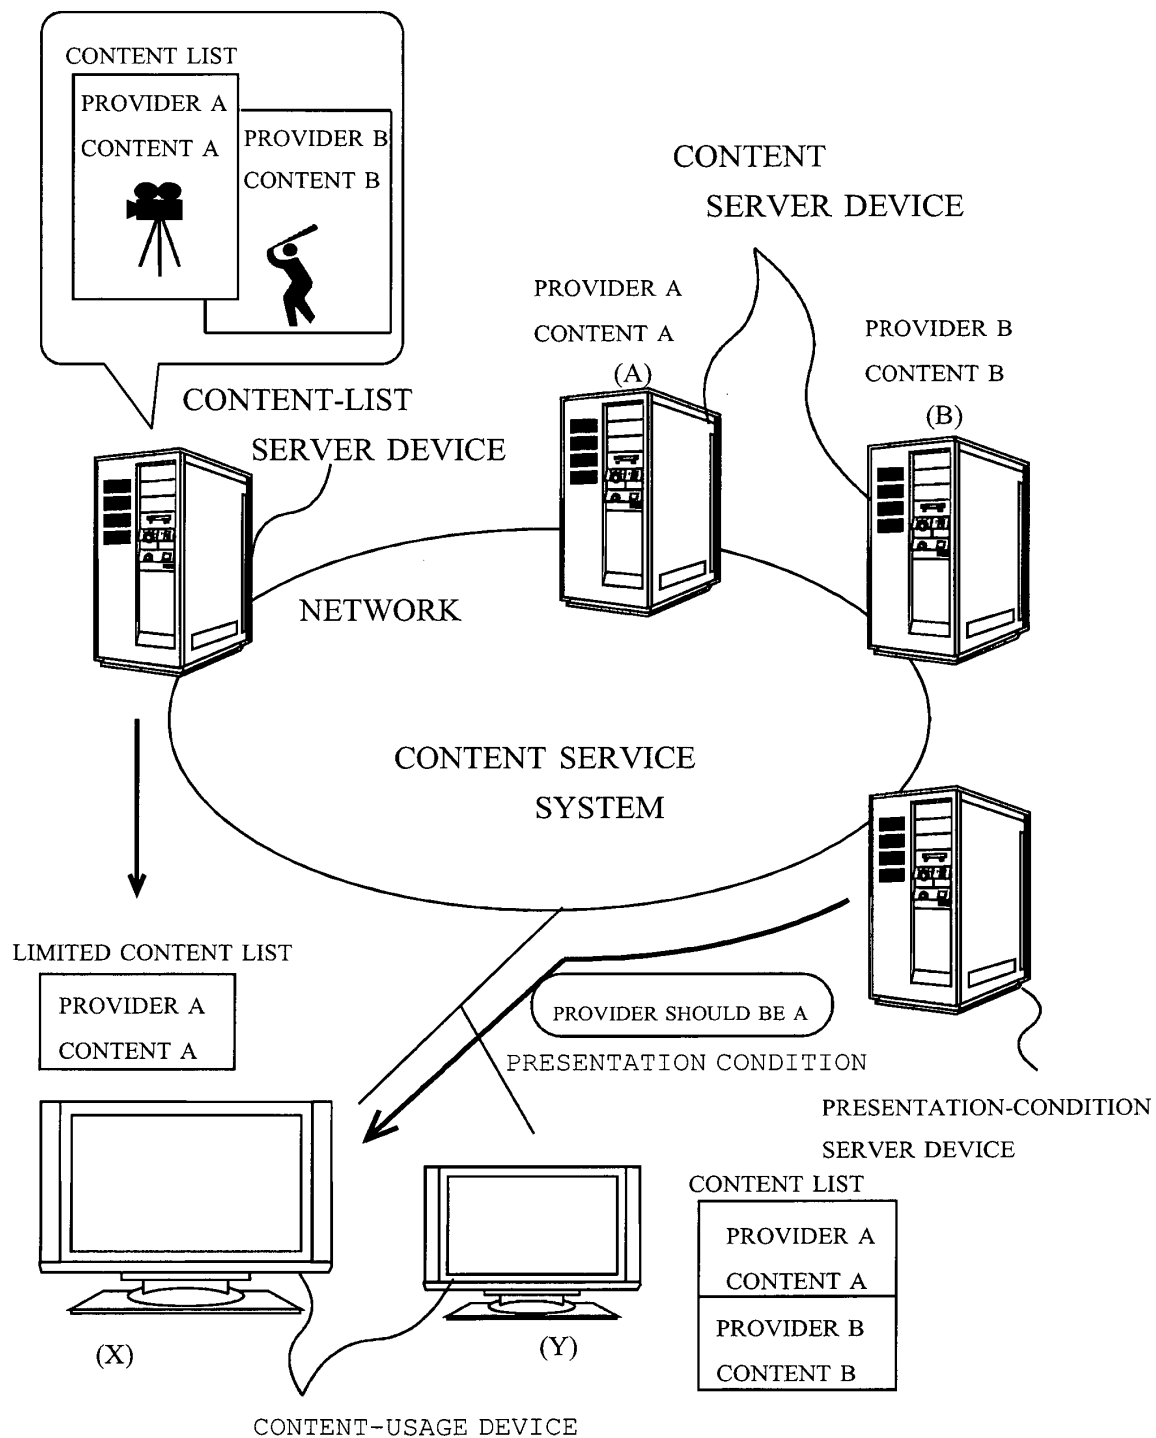 CONTENT LIST
PROVIDER A
CONTENT A
PROVIDER B
CONTENT B
CONTENT
SERVER DEVICE
PROVIDER A
CONTENT A
(A)
PROVIDER B
CONTENT B
(B)
CONTENT-LIST
SERVER DEVICE
NETWORK
CONTENT SERVICE
SYSTEM
LIMITED CONTENT LIST
PROVIDER A
CONTENT A
PROVIDER SHOULD BE A
PRESENTATION CONDITION
PRESENTATION-CONDITION
SERVER DEVICE
CONTENT LIST
PROVIDER A
CONTENT A
PROVIDER B
CONTENT B
(X)
(Y)
CONTENT-USAGE DEVICE